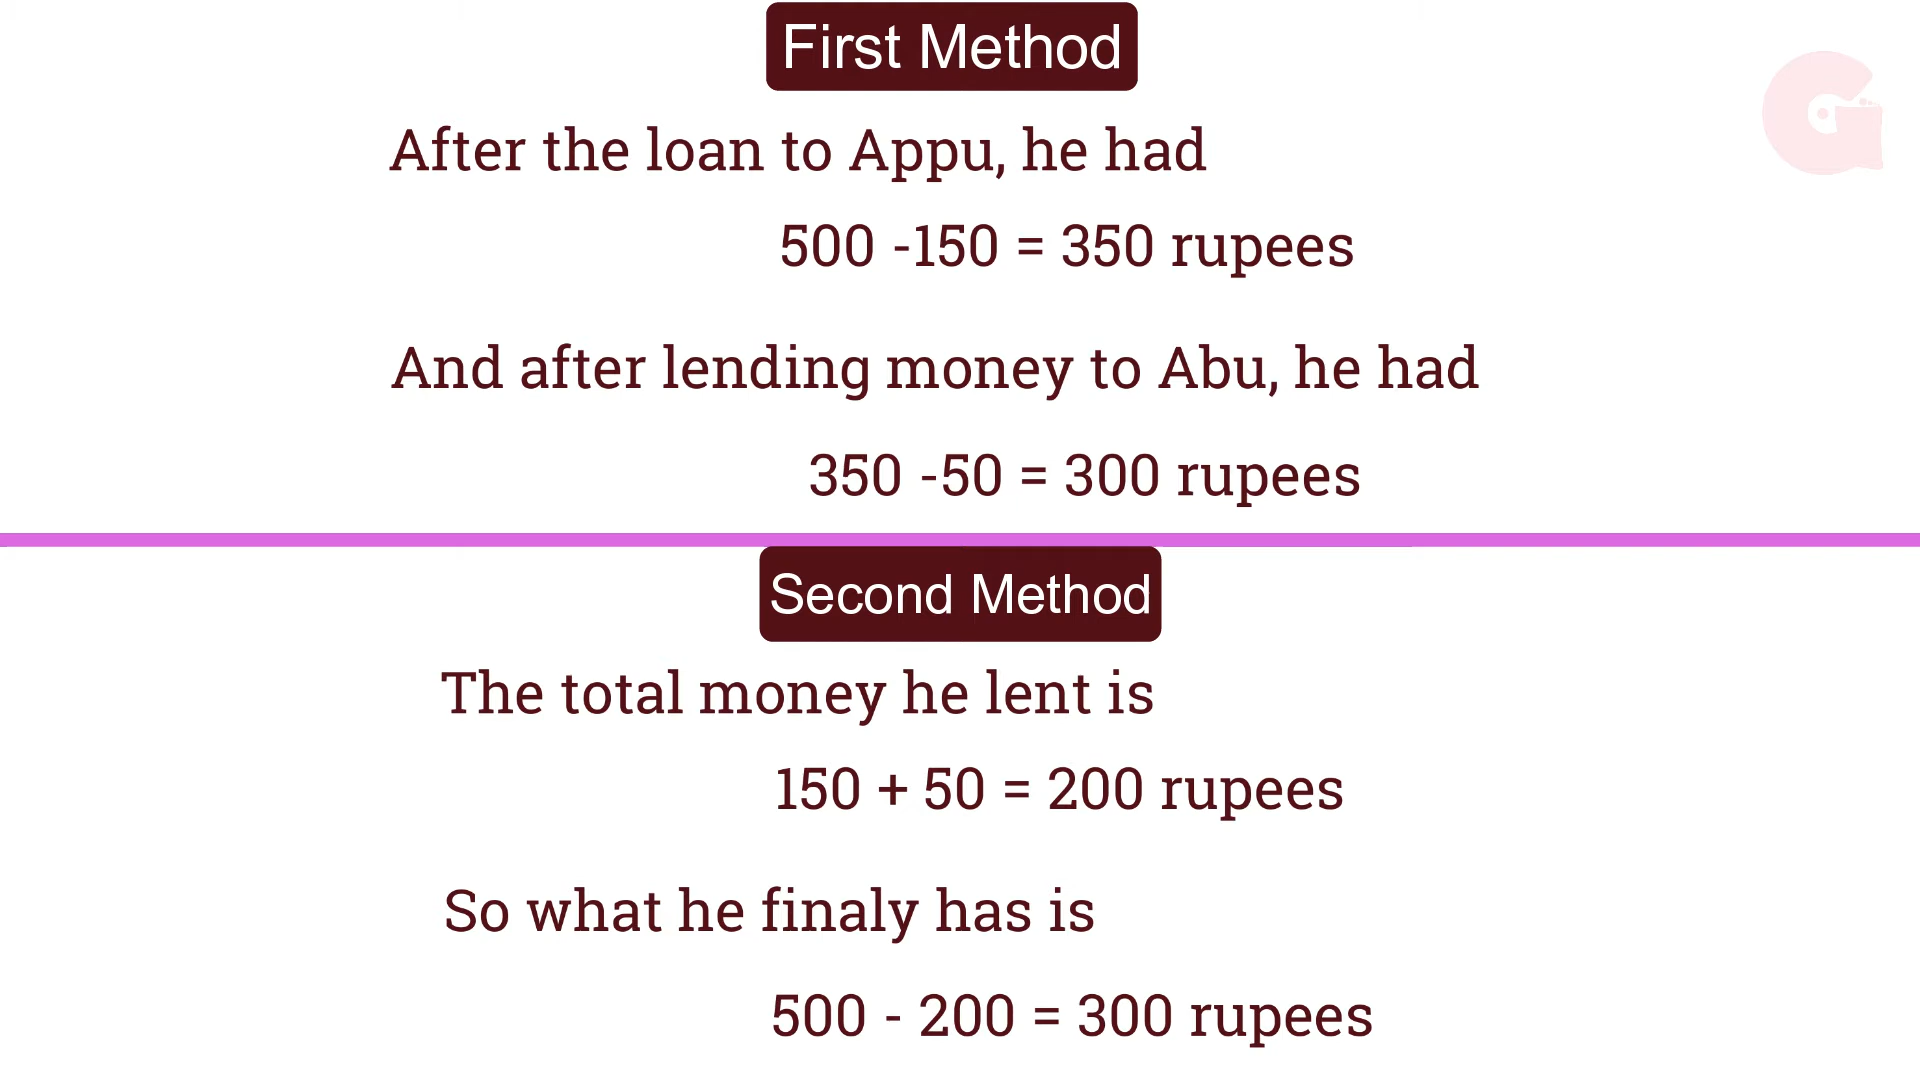 First Method
After the loan to Appu, he had
500 -150 = 350 rupees
And after lending money to Abu, he had
350 -50 = 300 rupees
Second Method
The total money he lent is
150 + 50 = 200 rupees
So what he finaly has is
500 - 200 = 300 rupees